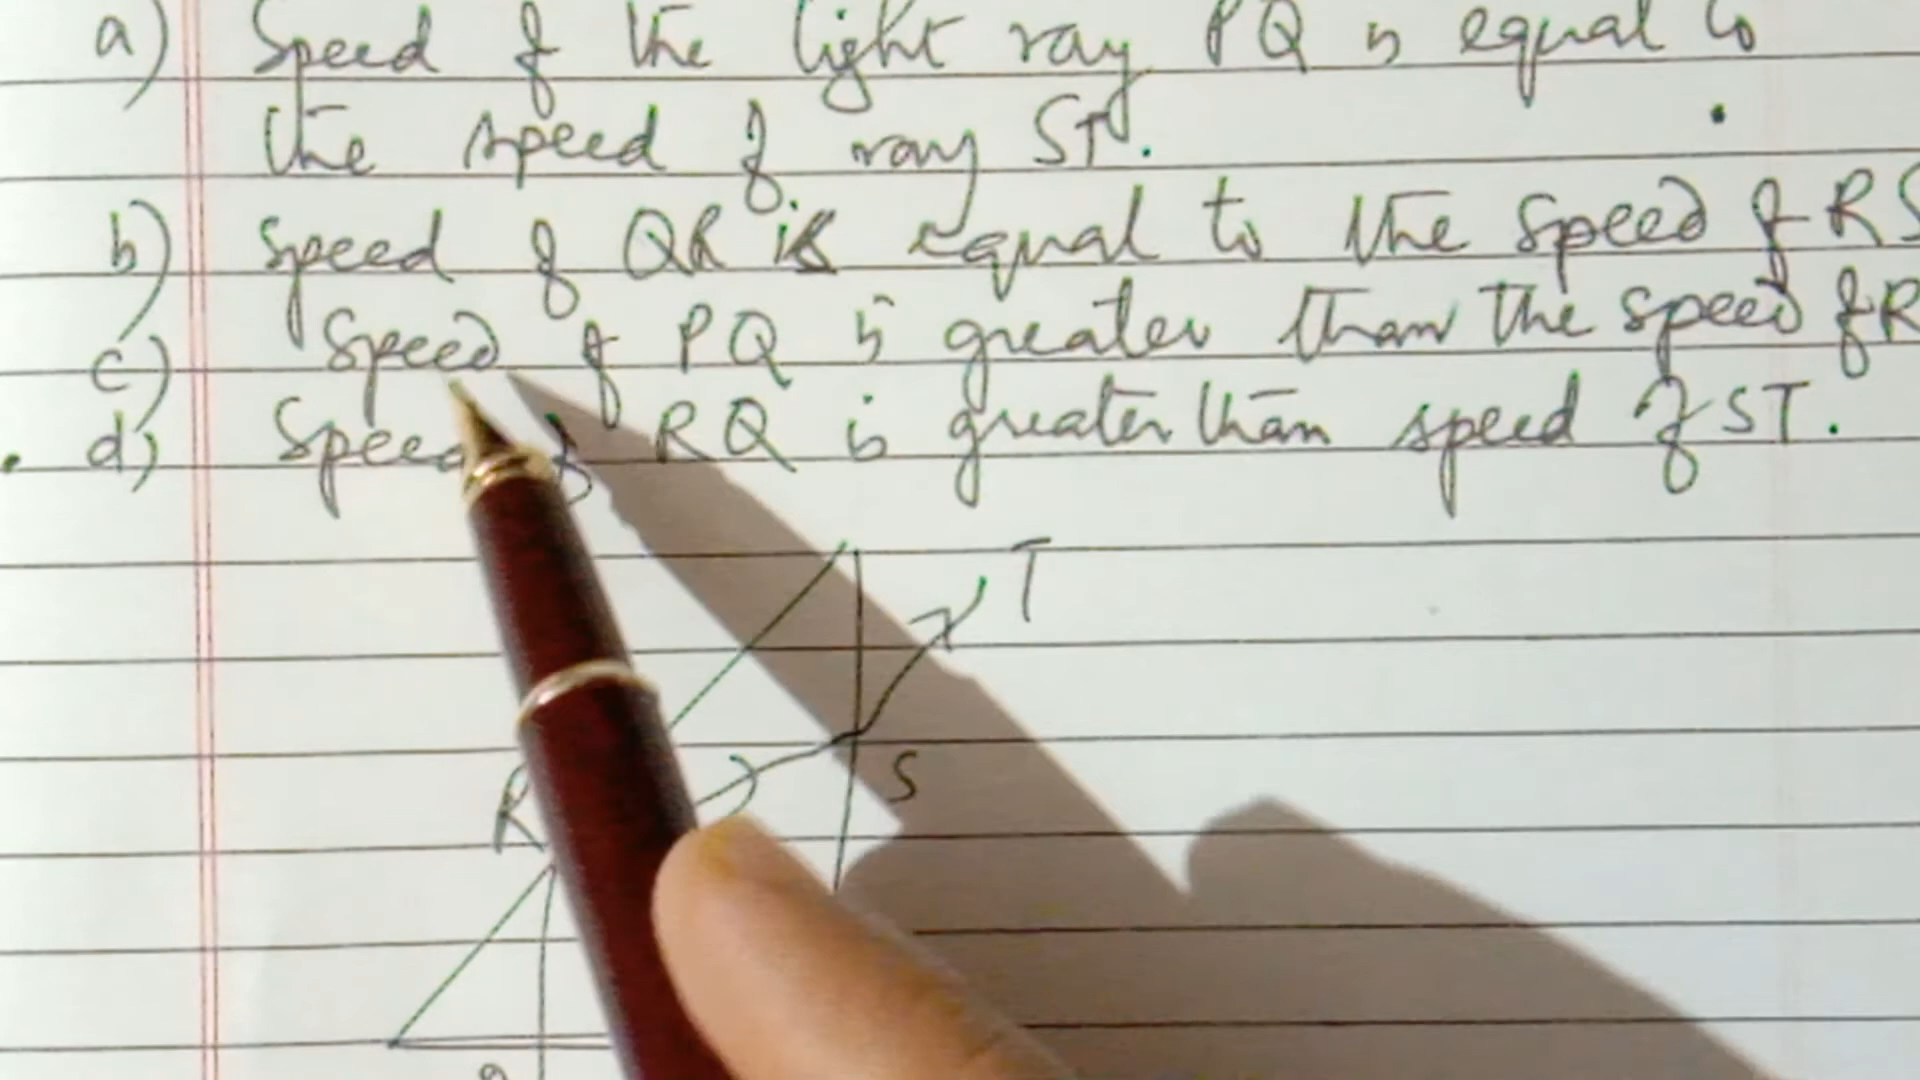 a) Speed of the light ray PQ is equal to
the speed of ray ST.
b) Speed of QR is equal to the speed of RS
c) Speed of PQ is greater than the speed of R
d) Speed of RQ is greater than speed of ST.
T
S
R